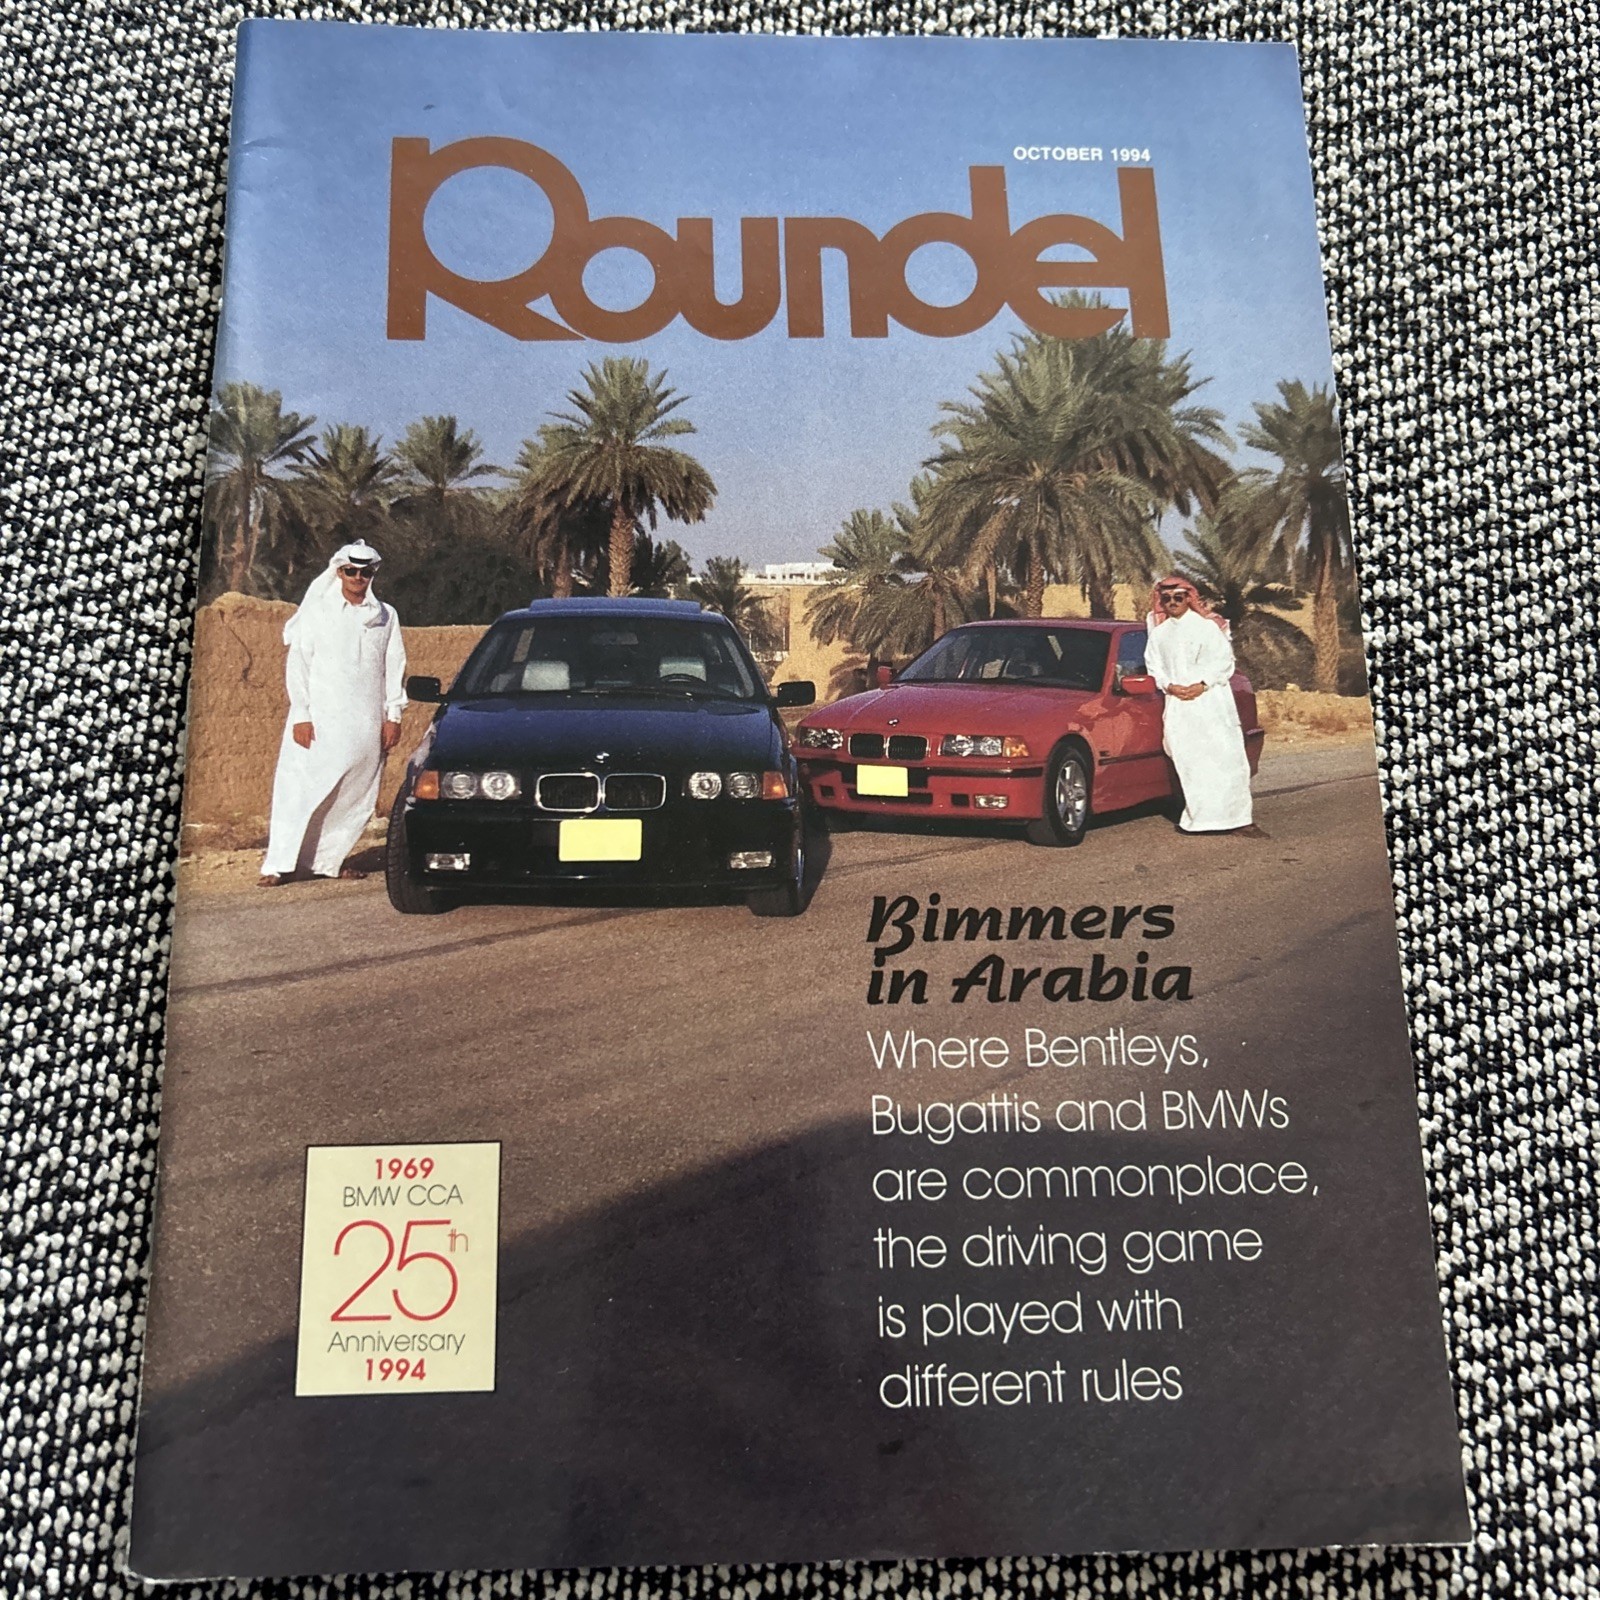 OCTOBER 1994
Roundel
Bimmers
in Arabia
Where Bentleys,
Bugattis and BMWs
are commonplace,
the driving game
is played with
different rules
1969
BMW CCA
25th
Anniversary
1994